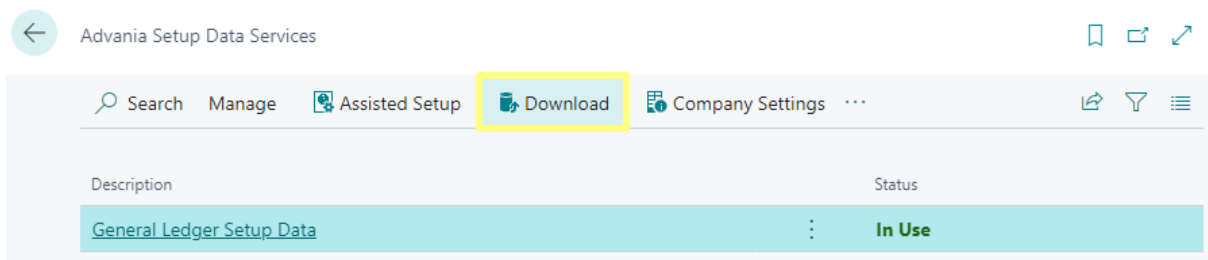 Advania Setup Data Services
Search Manage Assisted Setup Download Company Settings
Description Status
General Ledger Setup Data In Use